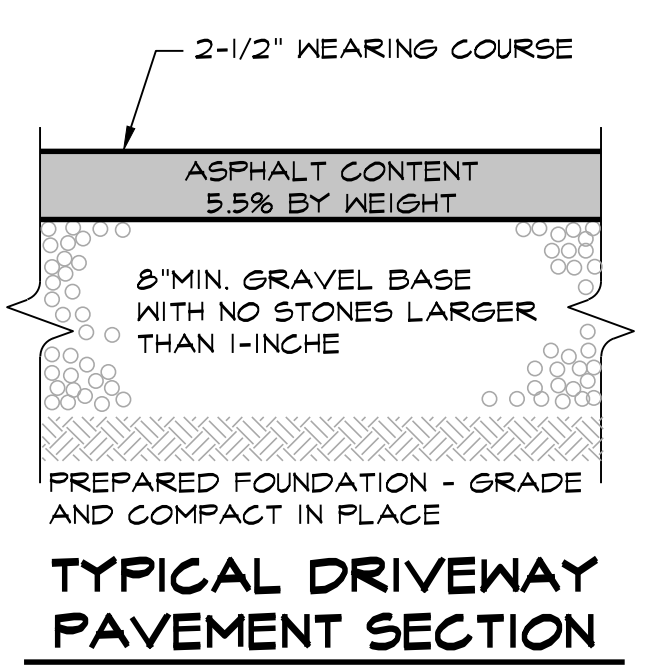 2-1/2" WEARING COURSE
ASPHALT CONTENT
5.5% BY WEIGHT
8"MIN. GRAVEL BASE
WITH NO STONES LARGER
THAN 1-INCHE
PREPARED FOUNDATION - GRADE
AND COMPACT IN PLACE
TYPICAL DRIVEWAY
PAVEMENT SECTION